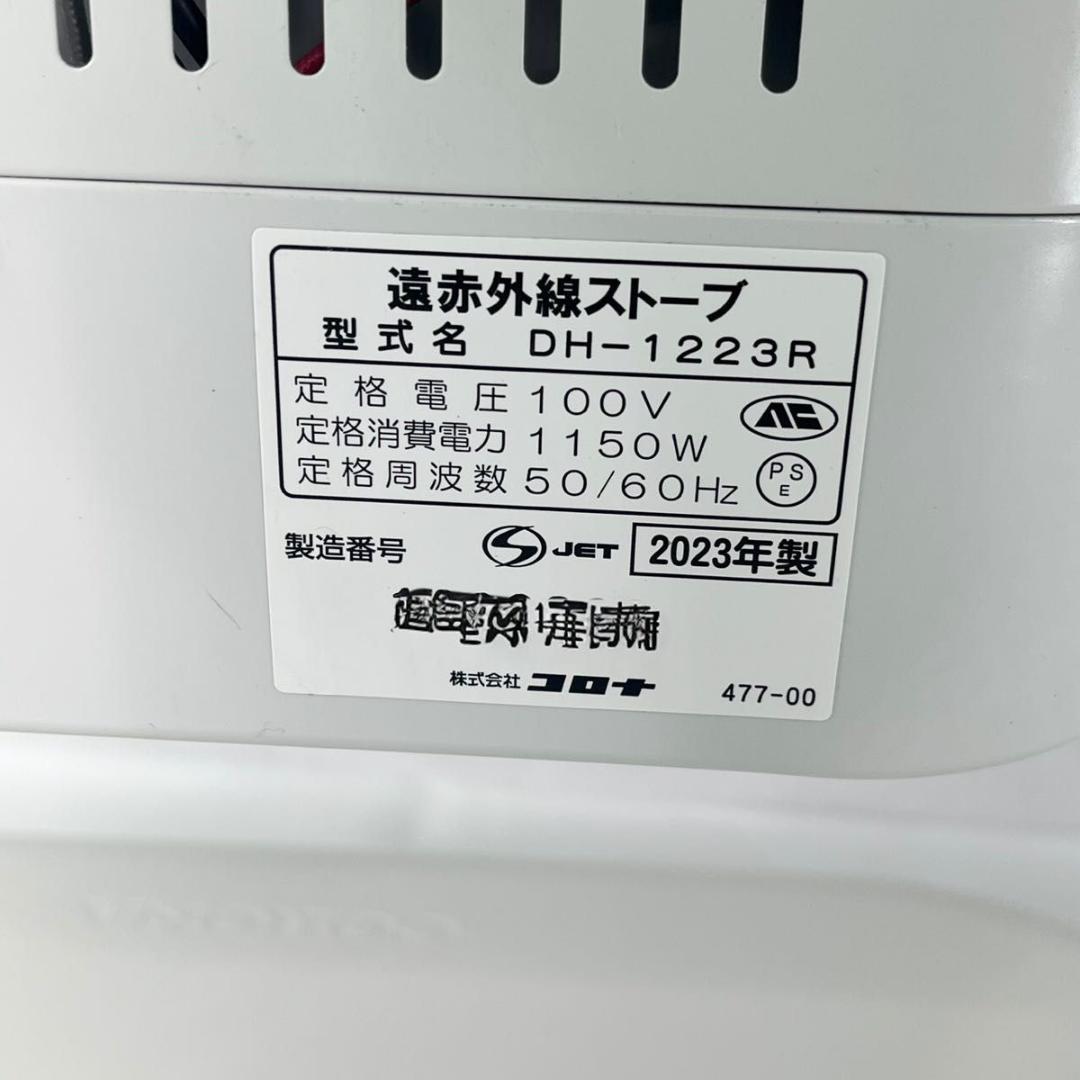 遠赤外線ストーブ
型式名 DH-1223R
定格電圧 100V
定格消費電力 1150W
定格周波数 50/60Hz
PS
E
製造番号 S JET 2023年製
株式会社 コロナ 477-00